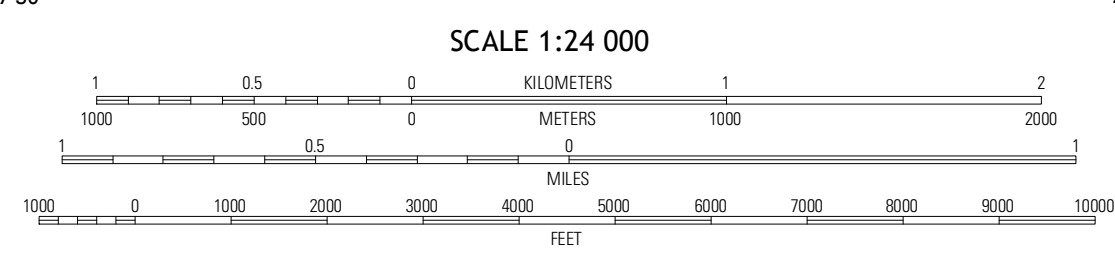 SCALE 1:24 000
1 0.5 0 KILOMETERS 1 2
1000 500 0 METERS 1000 2000
1 0.5 0 1
MILES
1000 0 1000 2000 3000 4000 5000 6000 7000 8000 9000 10000
FEET